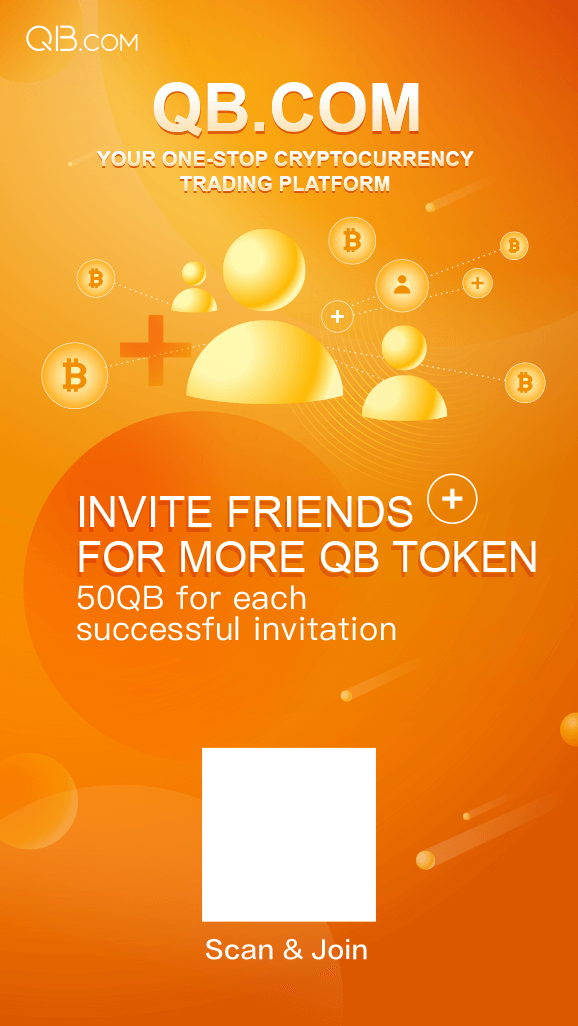 QB.COM
QB.COM
YOUR ONE-STOP CRYPTOCURRENCY
TRADING PLATFORM
INVITE FRIENDS
FOR MORE QB TOKEN
50QB for each
successful invitation
Scan & Join